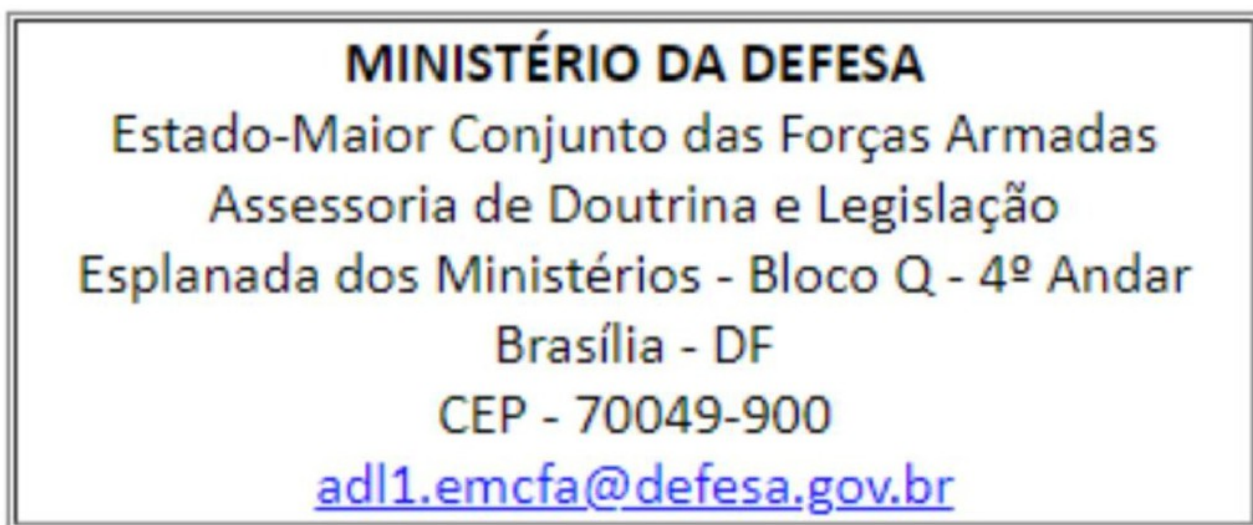 MINISTÉRIO DA DEFESA
Estado-Maior Conjunto das Forças Armadas
Assessoria de Doutrina e Legislação
Esplanada dos Ministérios - Bloco Q - 4º Andar
Brasília - DF
CEP - 70049-900
adl1.emcfa@defesa.gov.br